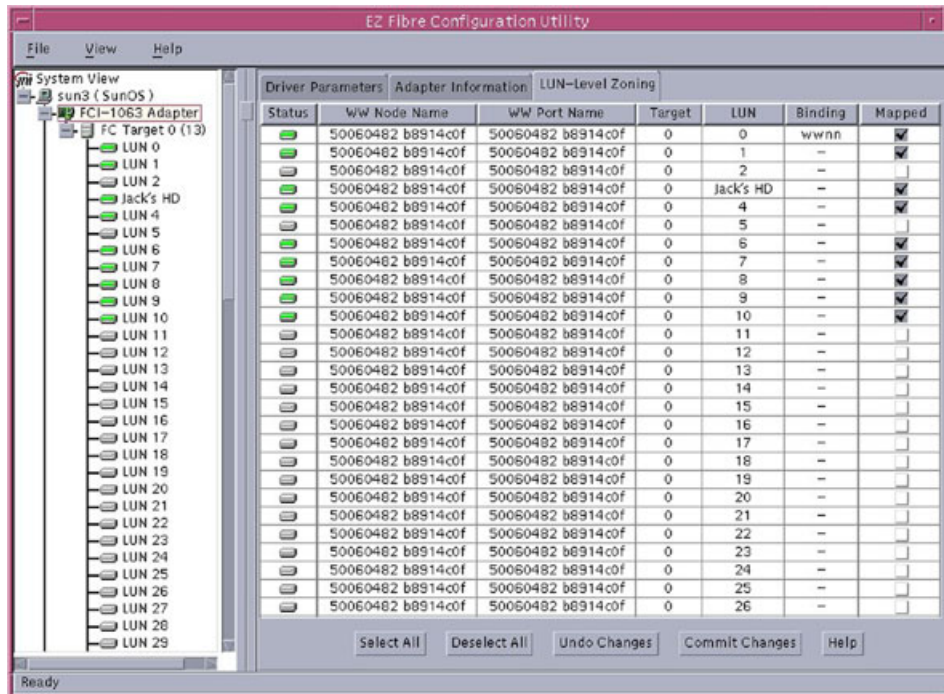 EZ Fibre Configuration Utility
File View Help
System View
sun3 ( SunOS )
FCI-1063 Adapter
FC Target 0 (13)
LUN 0
LUN 1
LUN 2
Jack's HD
LUN 4
LUN 5
LUN 6
LUN 7
LUN 8
LUN 9
LUN 10
LUN 11
LUN 12
LUN 13
LUN 14
LUN 15
LUN 16
LUN 17
LUN 18
LUN 19
LUN 20
LUN 21
LUN 22
LUN 23
LUN 24
LUN 25
LUN 26
LUN 27
LUN 28
LUN 29
Driver Parameters Adapter Information LUN-Level Zoning
Status WW Node Name WW Port Name Target LUN Binding Mapped
50060482 b8914c0f 50060482 b8914c0f 0 0 wwnn
50060482 b8914c0f 50060482 b8914c0f 0 1 -
50060482 b8914c0f 50060482 b8914c0f 0 2 -
50060482 b8914c0f 50060482 b8914c0f 0 Jack's HD -
50060482 b8914c0f 50060482 b8914c0f 0 4 -
50060482 b8914c0f 50060482 b8914c0f 0 5 -
50060482 b8914c0f 50060482 b8914c0f 0 6 -
50060482 b8914c0f 50060482 b8914c0f 0 7 -
50060482 b8914c0f 50060482 b8914c0f 0 8 -
50060482 b8914c0f 50060482 b8914c0f 0 9 -
50060482 b8914c0f 50060482 b8914c0f 0 10 -
50060482 b8914c0f 50060482 b8914c0f 0 11 -
50060482 b8914c0f 50060482 b8914c0f 0 12 -
50060482 b8914c0f 50060482 b8914c0f 0 13 -
50060482 b8914c0f 50060482 b8914c0f 0 14 -
50060482 b8914c0f 50060482 b8914c0f 0 15 -
50060482 b8914c0f 50060482 b8914c0f 0 16 -
50060482 b8914c0f 50060482 b8914c0f 0 17 -
50060482 b8914c0f 50060482 b8914c0f 0 18 -
50060482 b8914c0f 50060482 b8914c0f 0 19 -
50060482 b8914c0f 50060482 b8914c0f 0 20 -
50060482 b8914c0f 50060482 b8914c0f 0 21 -
50060482 b8914c0f 50060482 b8914c0f 0 22 -
50060482 b8914c0f 50060482 b8914c0f 0 23 -
50060482 b8914c0f 50060482 b8914c0f 0 24 -
50060482 b8914c0f 50060482 b8914c0f 0 25 -
50060482 b8914c0f 50060482 b8914c0f 0 26 -
Select All Deselect All Undo Changes Commit Changes Help
Ready